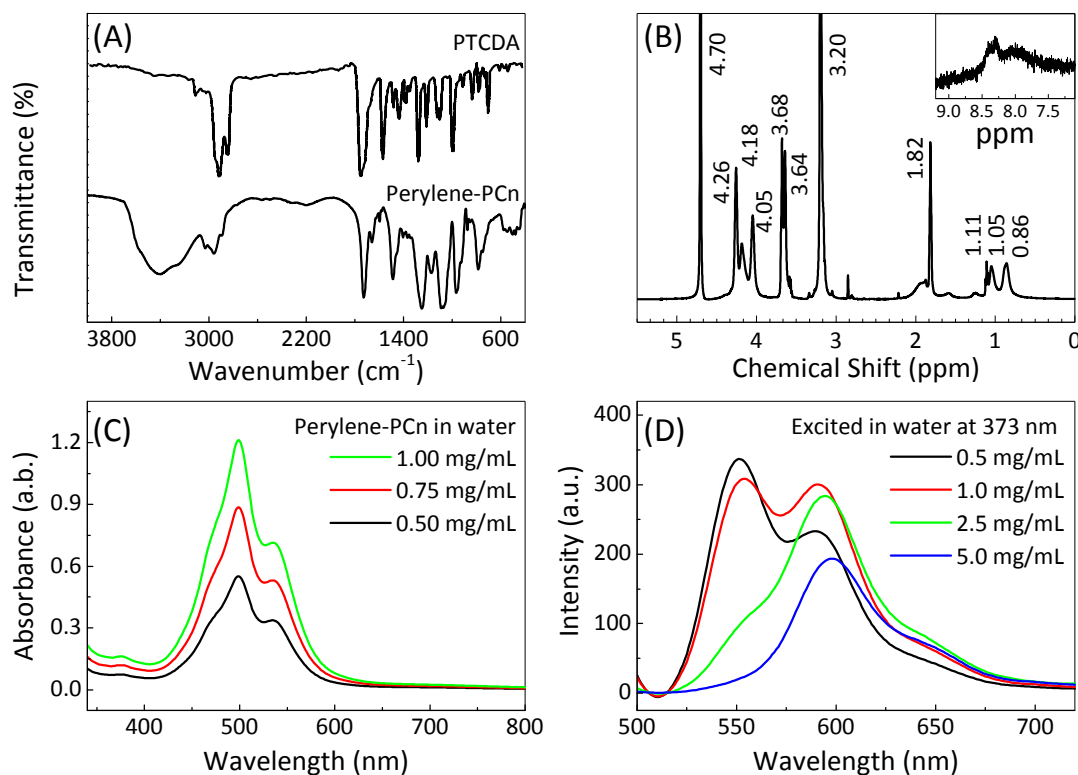 (A)
PTCDA
Perylene-PCn
Transmittance (%)
3800 3000 2200 1400 600
Wavenumber (cm⁻¹)
(B)
4.70
4.26
4.18
4.05
3.68
3.64
3.20
1.82
1.11
1.05
0.86
9.0 8.5 8.0 7.5
ppm
5 4 3 2 1 0
Chemical Shift (ppm)
(C)
Perylene-PCn in water
1.00 mg/mL
0.75 mg/mL
0.50 mg/mL
Absorbance (a.b.)
1.2
0.9
0.6
0.3
0.0
400 500 600 700 800
Wavelength (nm)
(D)
Excited in water at 373 nm
0.5 mg/mL
1.0 mg/mL
2.5 mg/mL
5.0 mg/mL
Intensity (a.u.)
400
300
200
100
0
500 550 600 650 700
Wavelength (nm)